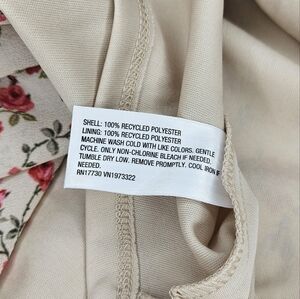 SHELL: 100% RECYCLED POLYESTER
LINING: 100% RECYCLED POLYESTER
MACHINE WASH COLD WITH LIKE COLORS. GENTLE
CYCLE. ONLY NON-CHLORINE BLEACH IF NEEDED,
TUMBLE DRY LOW. REMOVE PROMPTLY. COOL IRON IF
NEEDED.
RN17730 VN1973322